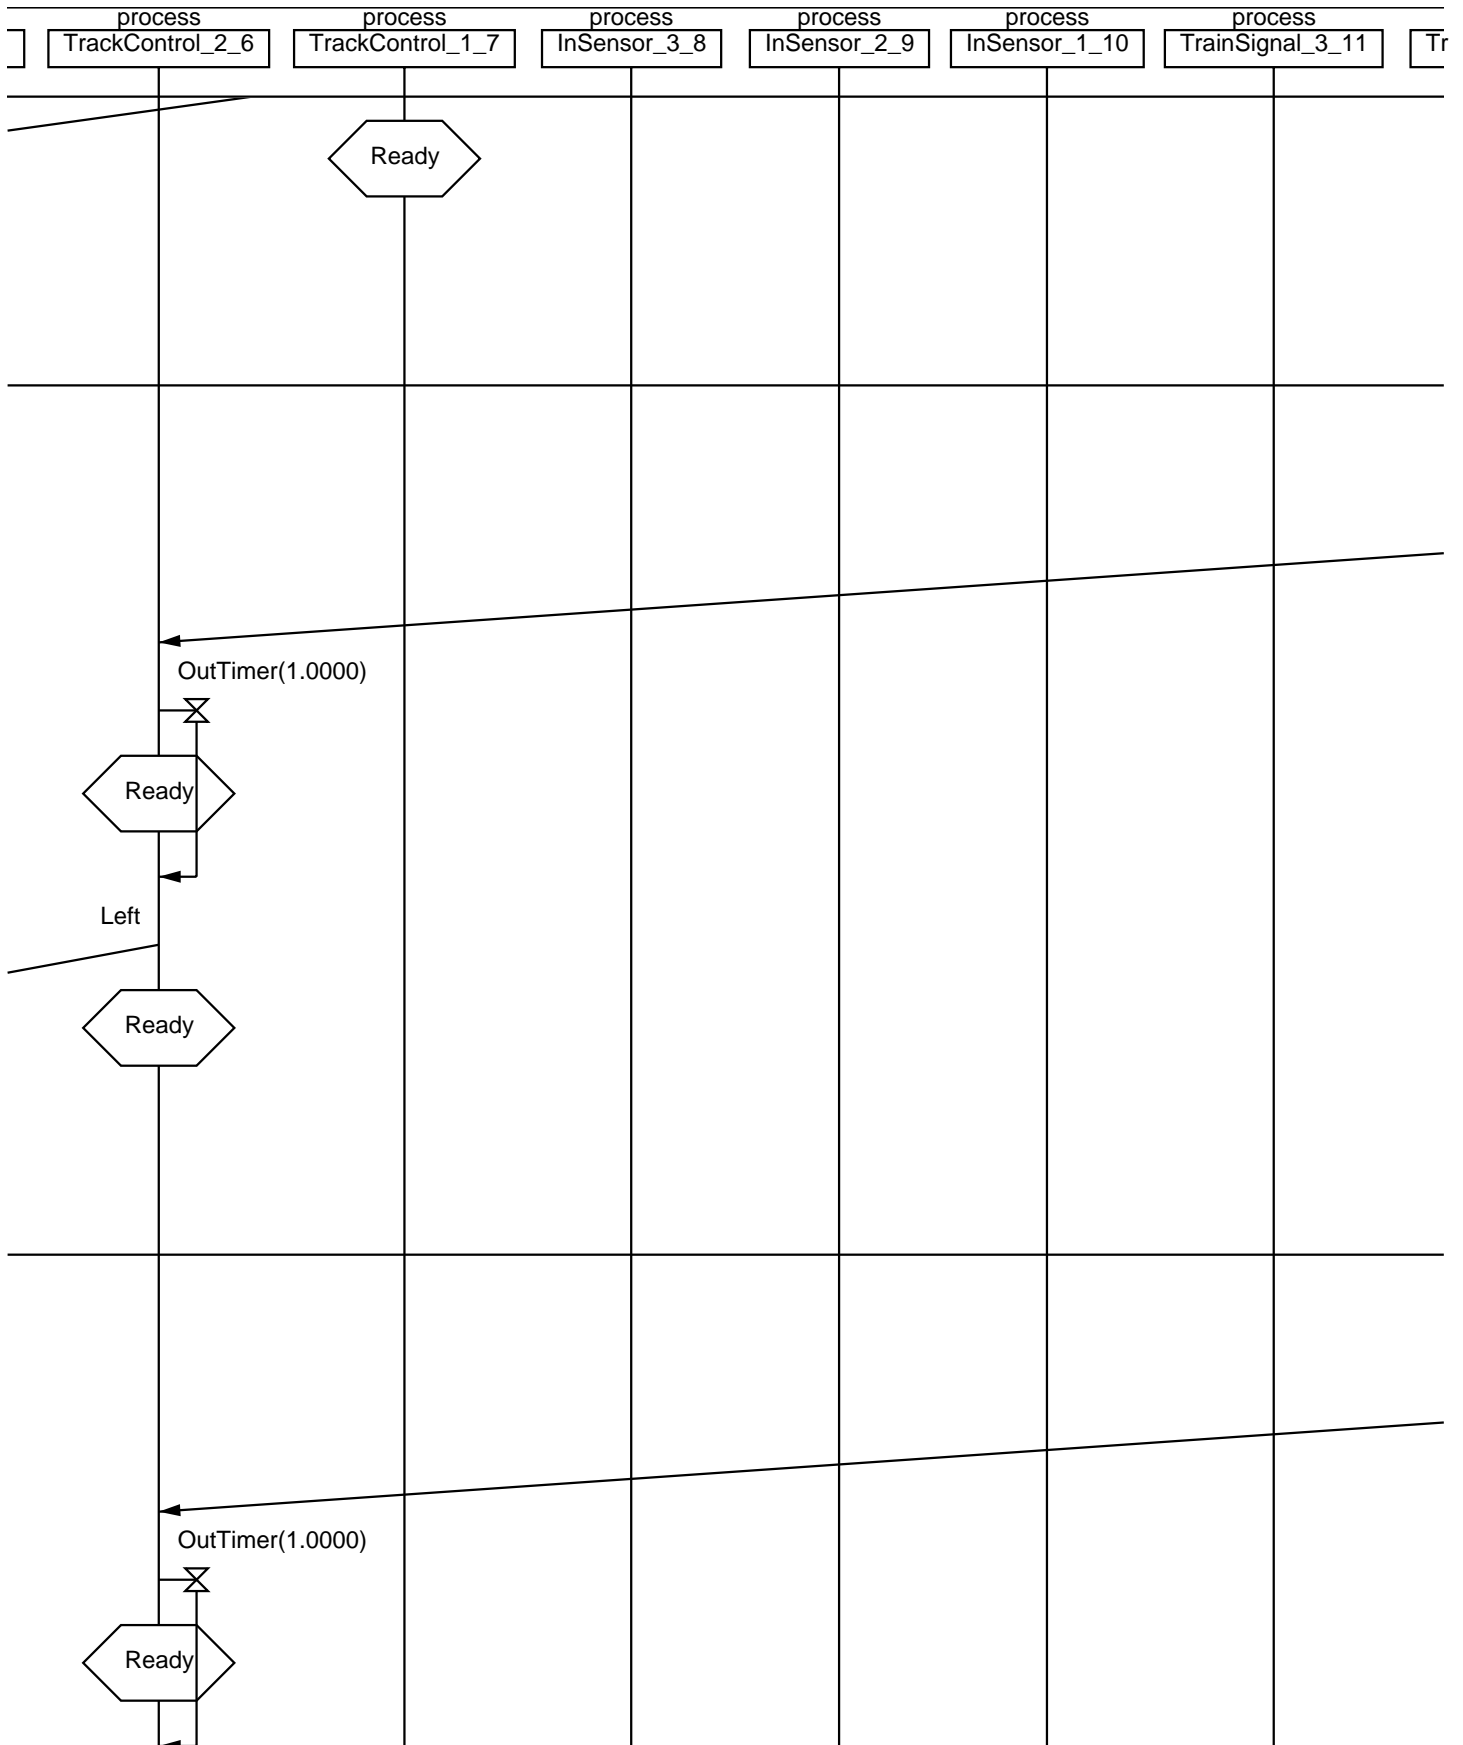 process process process process process process
TrackControl_2_6 TrackControl_1_7 InSensor_3_8 InSensor_2_9 InSensor_1_10 TrainSignal_3_11 Tr
Ready
OutTimer(1.0000)
Ready
Left
Ready
OutTimer(1.0000)
Ready